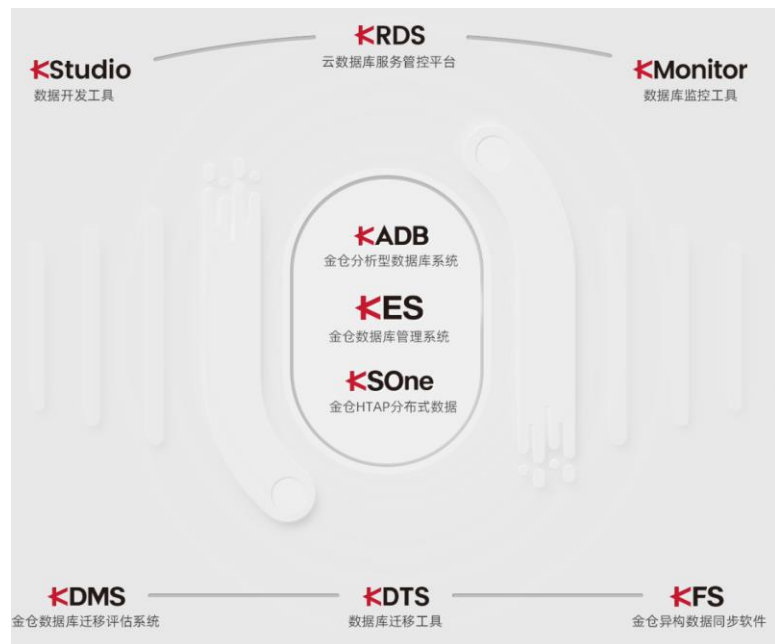 KRDS
云数据库服务管控平台
KStudio
数据开发工具
KMonitor
数据库监控工具
KADB
金仓分析型数据库系统
KES
金仓数据库管理系统
KSOne
金仓HTAP分布式数据
KDMS
金仓数据库迁移评估系统
KDTS
数据库迁移工具
KFS
金仓异构数据同步软件